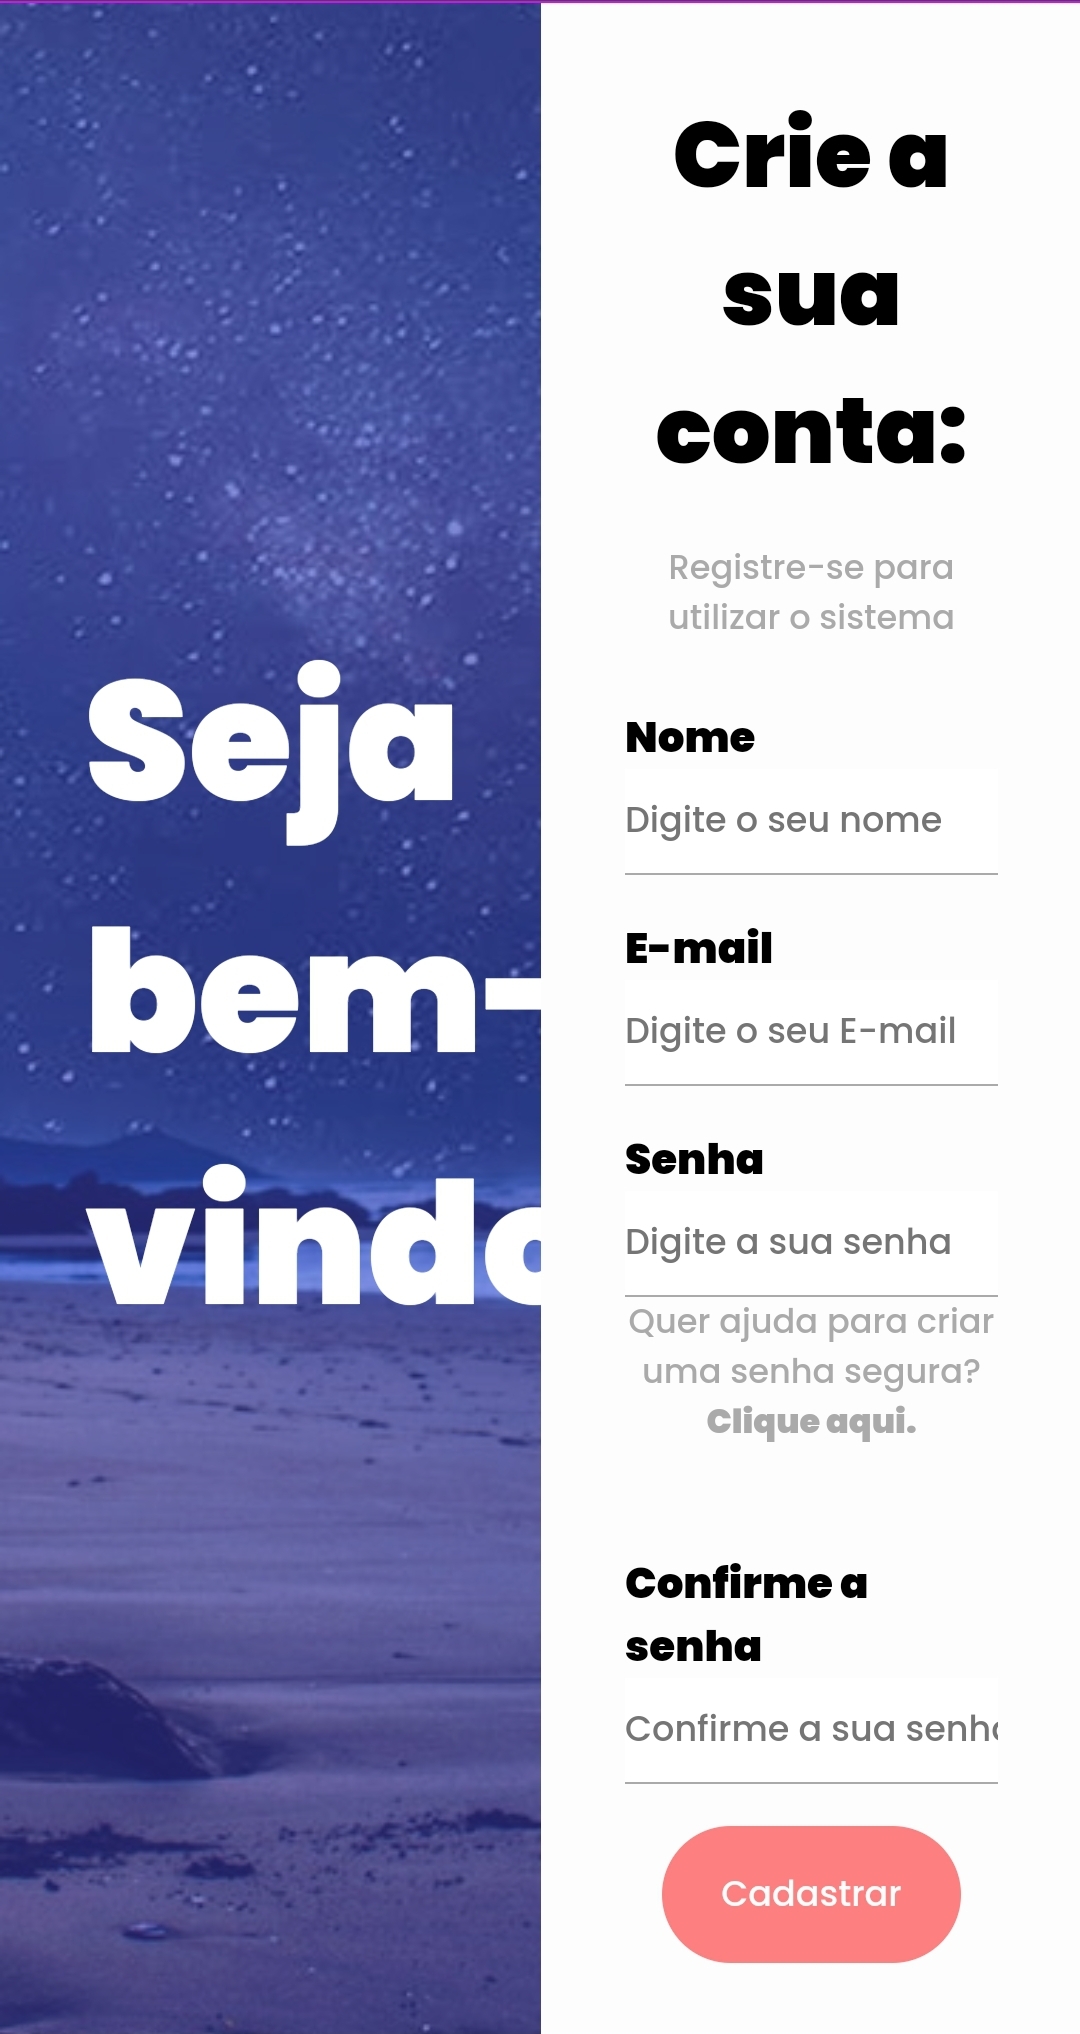 Seja
bem-
vindo
Crie a
sua
conta:
Registre-se para
utilizar o sistema
Nome
Digite o seu nome
E-mail
Digite o seu E-mail
Senha
Digite a sua senha
Quer ajuda para criar
uma senha segura?
Clique aqui.
Confirme a
senha
Confirme a sua senha
Cadastrar